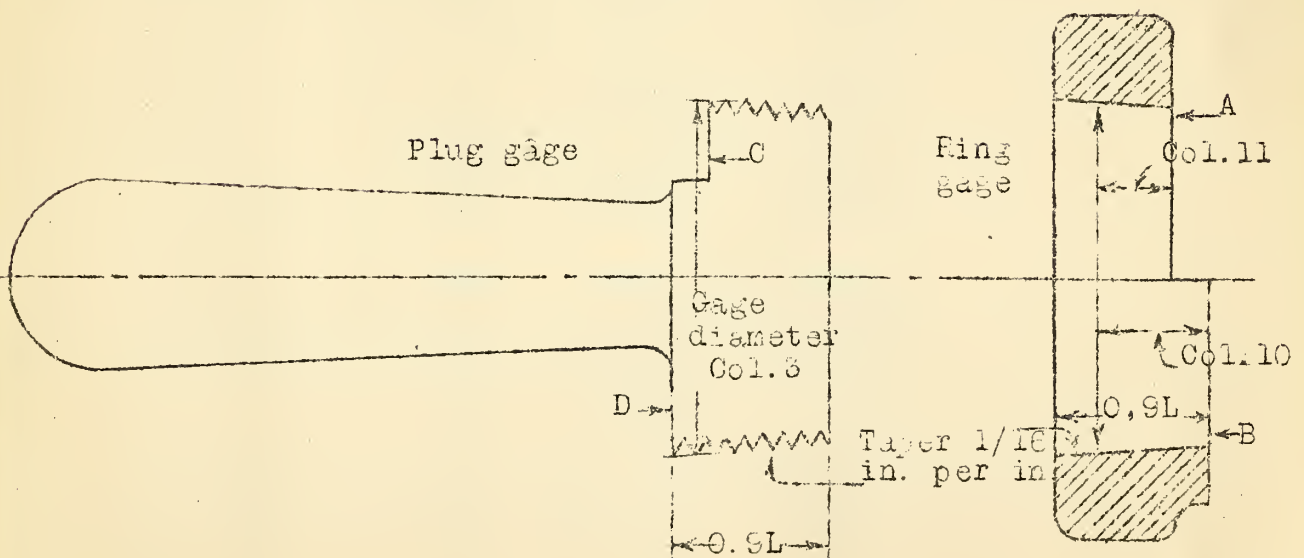 Plug gage
C
Ring
gage
A
Col.11
Gage
diameter
Col.3
Col.10
D
0.9L
B
Taper 1/16
in. per in
0.9L